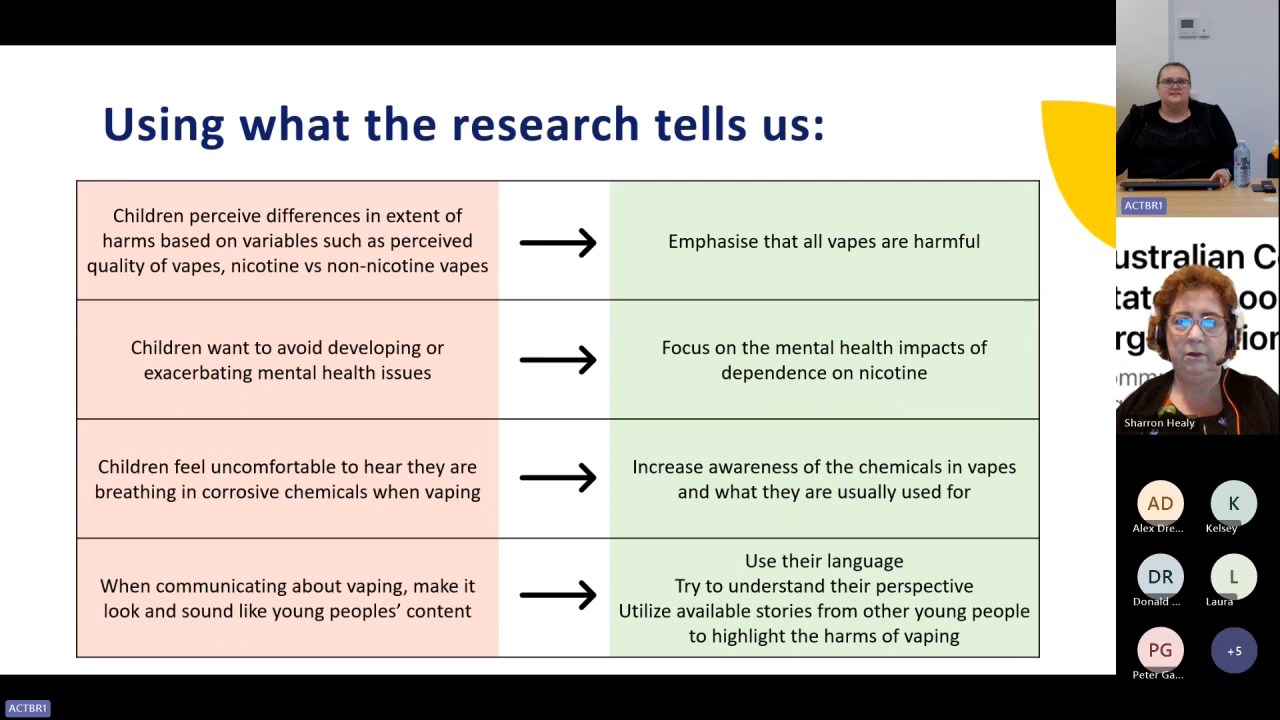 Using what the research tells us:
Children perceive differences in extent of
harms based on variables such as perceived
quality of vapes, nicotine vs non-nicotine vapes
Emphasise that all vapes are harmful
Children want to avoid developing or
exacerbating mental health issues
Focus on the mental health impacts of
dependence on nicotine
Children feel uncomfortable to hear they are
breathing in corrosive chemicals when vaping
Increase awareness of the chemicals in vapes
and what they are usually used for
When communicating about vaping, make it
look and sound like young peoples’ content
Use their language
Try to understand their perspective
Utilize available stories from other young people
to highlight the harms of vaping
ACTBR1
ustralian C
Sharron Healy
AD
K
Alex Dre...
Kelsey
DR
L
Donald ...
Laura
PG
+5
Peter Ga...
ACTBR1